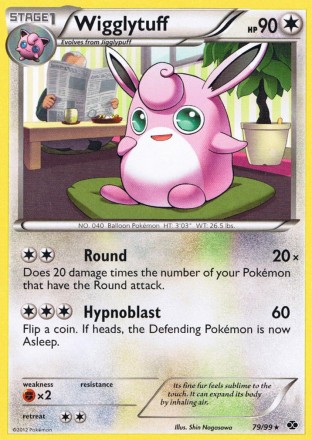 STAGE1
Wigglytuff
HP 90
Evolves from Jigglypuff
NO. 040 Balloon Pokémon HT: 3'03" WT: 26.5 lbs.
Round 20×
Does 20 damage times the number of your Pokémon
that have the Round attack.
Hypnoblast 60
Flip a coin. If heads, the Defending Pokémon is now
Asleep.
weakness resistance
×2
retreat
Its fine fur feels sublime to the
touch. It can expand its body
by inhaling air.
©2012 Pokémon
Illus. Shin Nagasawa
79/99